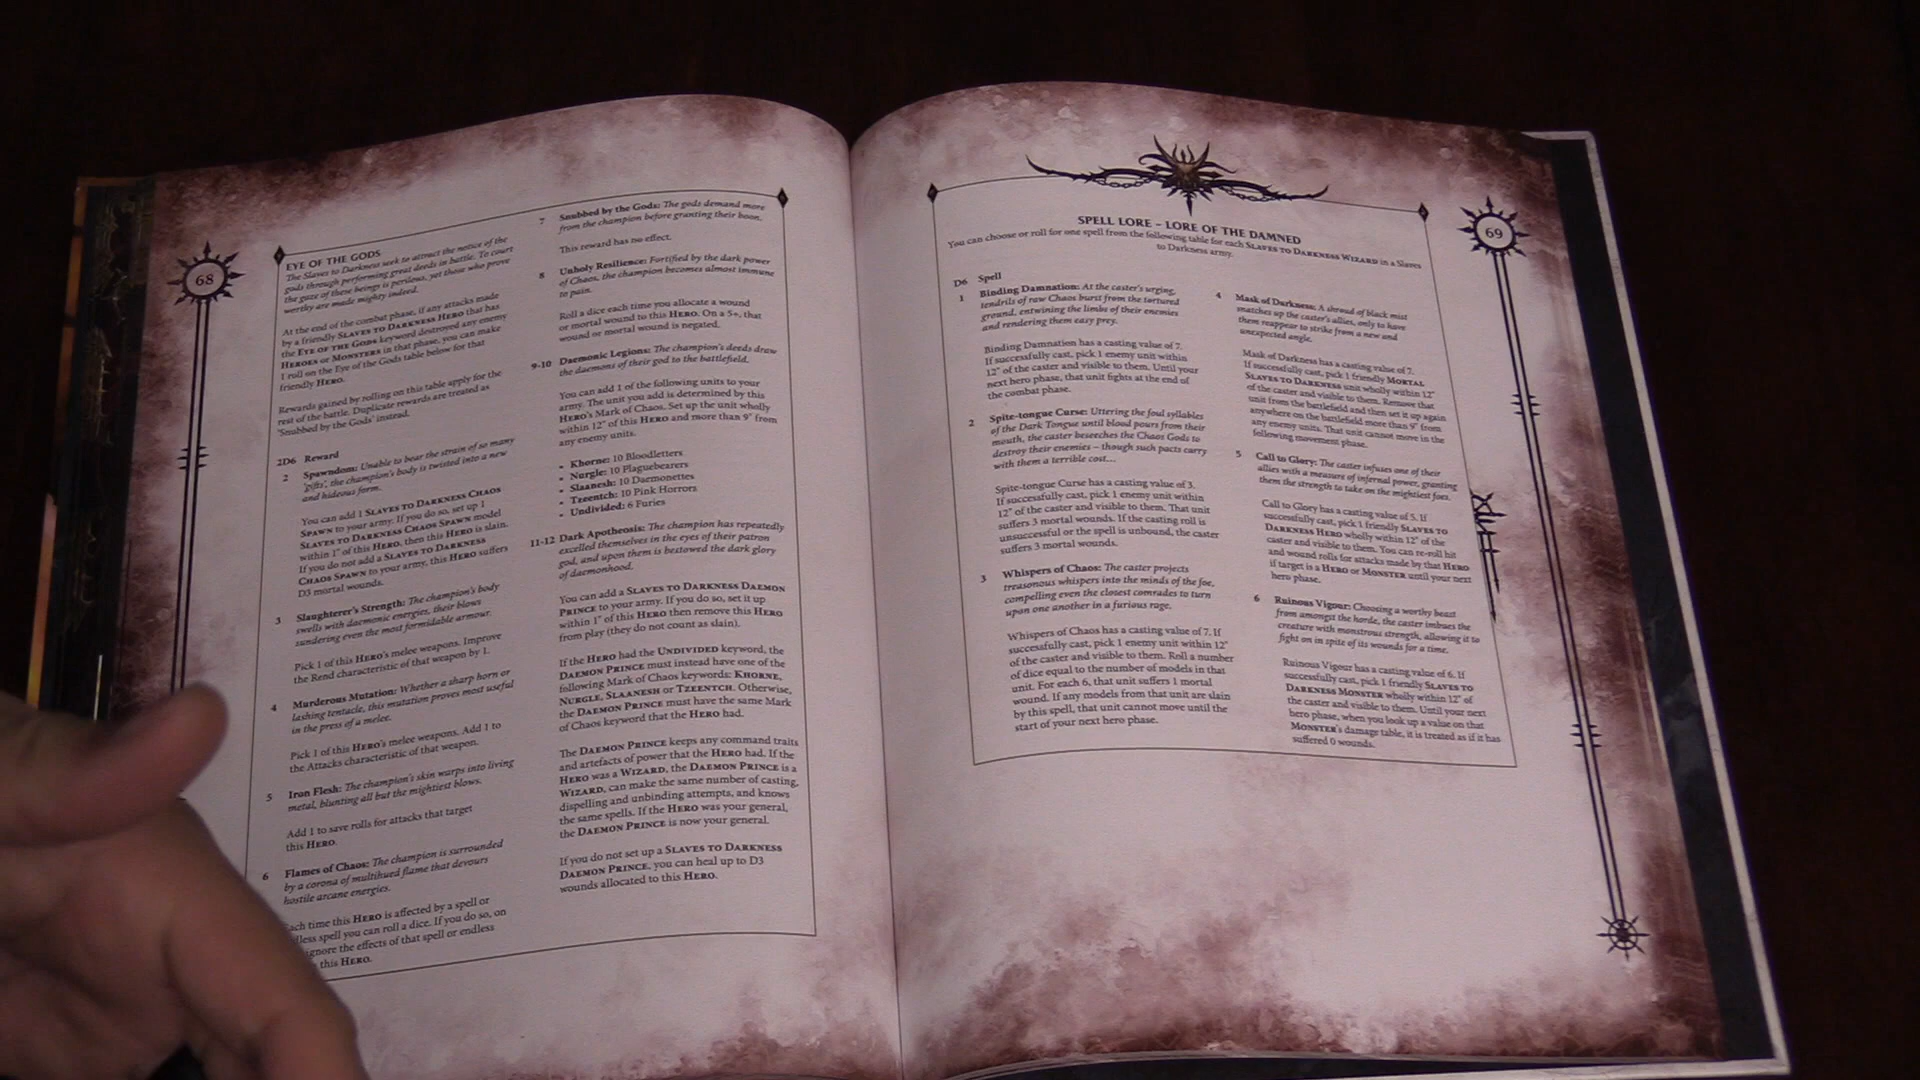 68
EYE OF THE GODS
The Slaves to Darkness seek to attract the notice of the
gods through performing great deeds in battle. To court
the gaze of these beings is perilous, yet those who prove
worthy are made mighty indeed.
At the end of the combat phase, if any attacks made
by a friendly SLAVES TO DARKNESS HERO that has
the EYE OF THE GODS keyword destroyed any enemy
HEROES or MONSTERS in that phase, you can make
1 roll on the Eye of the Gods table below for that
friendly HERO.
Rewards gained by rolling on this table apply for the
rest of the battle. Duplicate rewards are treated as
'Snubbed by the Gods' instead.
2D6 Reward
2 Spawndom: Unable to bear the strain of so many
'gifts', the champion's body is twisted into a new
and hideous form.
You can add 1 SLAVES TO DARKNESS CHAOS
SPAWN to your army. If you do so, set up 1
SLAVES TO DARKNESS CHAOS SPAWN model
within 1" of this HERO, then this HERO is slain.
If you do not add a SLAVES TO DARKNESS
CHAOS SPAWN to your army, this HERO suffers
D3 mortal wounds.
3 Slaughterer's Strength: The champion's body
swells with daemonic energies, their blows
sundering even the most formidable armour.
Pick 1 of this HERO's melee weapons. Improve
the Rend characteristic of that weapon by 1.
4 Murderous Mutation: Whether a sharp horn or
lashing tentacle, this mutation proves most useful
in the press of a melee.
Pick 1 of this HERO's melee weapons. Add 1 to
the Attacks characteristic of that weapon.
5 Iron Flesh: The champion's skin warps into living
metal, blunting all but the mightiest blows.
Add 1 to save rolls for attacks that target
this HERO.
6 Flames of Chaos: The champion is surrounded
by a corona of multihued flame that devours
hostile arcane energies.
time this HERO is affected by a spell or
spell you can roll a dice. If you do so, on
ignore the effects of that spell or endless
this HERO.
7 Snubbed by the Gods: The gods demand more
from the champion before granting their boon.
This reward has no effect.
8 Unholy Resilience: Fortified by the dark power
of Chaos, the champion becomes almost immune
to pain.
Roll a dice each time you allocate a wound
or mortal wound to this HERO. On a 5+, that
wound or mortal wound is negated.
9-10 Daemonic Legions: The champion's deeds draw
the daemons of their god to the battlefield.
You can add 1 of the following units to your
army. The unit you add is determined by this
HERO's Mark of Chaos. Set up the unit wholly
within 12" of this HERO and more than 9" from
any enemy units.
• Khorne: 10 Bloodletters
• Nurgle: 10 Plaguebearers
• Slaanesh: 10 Daemonettes
• Tzeentch: 10 Pink Horrors
• Undivided: 6 Furies
11-12 Dark Apotheosis: The champion has repeatedly
excelled themselves in the eyes of their patron
god, and upon them is bestowed the dark glory
of daemonhood.
You can add a SLAVES TO DARKNESS DAEMON
PRINCE to your army. If you do so, set it up
within 1" of this HERO then remove this HERO
from play (they do not count as slain).
If the HERO had the UNDIVIDED keyword, the
DAEMON PRINCE must instead have one of the
following Mark of Chaos keywords: KHORNE,
NURGLE, SLAANESH or TZEENTCH. Otherwise,
the DAEMON PRINCE must have the same Mark
of Chaos keyword that the HERO had.
The DAEMON PRINCE keeps any command traits
and artefacts of power that the HERO had. If the
HERO was a WIZARD, the DAEMON PRINCE is a
WIZARD, can make the same number of casting,
dispelling and unbinding attempts, and knows
the same spells. If the HERO was your general,
the DAEMON PRINCE is now your general.
If you do not set up a SLAVES TO DARKNESS
DAEMON PRINCE, you can heal up to D3
wounds allocated to this HERO.
69
SPELL LORE – LORE OF THE DAMNED
You can choose or roll for one spell from the following table for each SLAVES TO DARKNESS WIZARD in a Slaves
to Darkness army.
D6 Spell
1 Binding Damnation: At the caster's urging,
tendrils of raw Chaos burst from the tortured
ground, entwining the limbs of their enemies
and rendering them easy prey.
Binding Damnation has a casting value of 7.
If successfully cast, pick 1 enemy unit within
12" of the caster and visible to them. Until your
next hero phase, that unit fights at the end of
the combat phase.
2 Spite-tongue Curse: Uttering the foul syllables
of the Dark Tongue until blood pours from their
mouth, the caster beseeches the Chaos Gods to
destroy their enemies – though such pacts carry
with them a terrible cost...
Spite-tongue Curse has a casting value of 3.
If successfully cast, pick 1 enemy unit within
12" of the caster and visible to them. That unit
suffers 3 mortal wounds. If the casting roll is
unsuccessful or the spell is unbound, the caster
suffers 3 mortal wounds.
3 Whispers of Chaos: The caster projects
treasonous whispers into the minds of the foe,
compelling even the closest comrades to turn
upon one another in a furious rage.
Whispers of Chaos has a casting value of 7. If
successfully cast, pick 1 enemy unit within 12"
of the caster and visible to them. Roll a number
of dice equal to the number of models in that
unit. For each 6, that unit suffers 1 mortal
wound. If any models from that unit are slain
by this spell, that unit cannot move until the
start of your next hero phase.
4 Mask of Darkness: A shroud of black mist
matches up the caster's allies, only to have
them reappear to strike from a new and
unexpected angle.
Mask of Darkness has a casting value of 7.
If successfully cast, pick 1 friendly MORTAL
SLAVES TO DARKNESS unit wholly within 12"
of the caster and visible to them. Remove that
unit from the battlefield and then set it up again
anywhere on the battlefield more than 9" from
any enemy units. That unit cannot move in the
following movement phase.
5 Call to Glory: The caster infuses one of their
allies with a measure of infernal power, granting
them the strength to take on the mightiest foes.
Call to Glory has a casting value of 5. If
successfully cast, pick 1 friendly SLAVES TO
DARKNESS HERO wholly within 12" of the
caster and visible to them. You can re-roll hit
and wound rolls for attacks made by that HERO
if target is a HERO or MONSTER until your next
hero phase.
6 Ruinous Vigour: Choosing a worthy beast
from amongst the horde, the caster imbues the
creature with monstrous strength, allowing it to
fight on in spite of its wounds for a time.
Ruinous Vigour has a casting value of 6. If
successfully cast, pick 1 friendly SLAVES TO
DARKNESS MONSTER wholly within 12" of
the caster and visible to them. Until your next
hero phase, when you look up a value on that
MONSTER's damage table, it is treated as if it has
suffered 0 wounds.